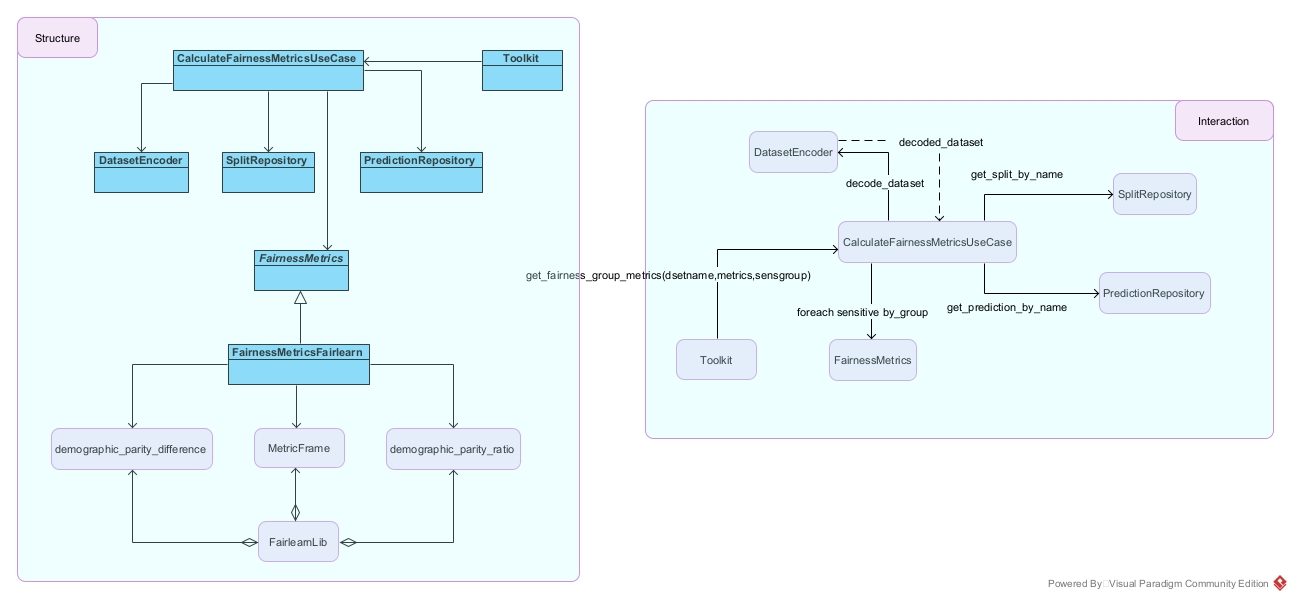 Structure
CalculateFairnessMetricsUseCase
Toolkit
DatasetEncoder
SplitRepository
PredictionRepository
FairnessMetrics
FairnessMetricsFairlearn
demographic_parity_difference
MetricFrame
demographic_parity_ratio
FairlearnLib
Interaction
DatasetEncoder
decoded_dataset
decode_dataset
get_split_by_name
SplitRepository
CalculateFairnessMetricsUseCase
get_fairness_group_metrics(dsetname,metrics,sensgroup)
PredictionRepository
foreach sensitive by_group
get_prediction_by_name
Toolkit
FairnessMetrics
Powered By Visual Paradigm Community Edition